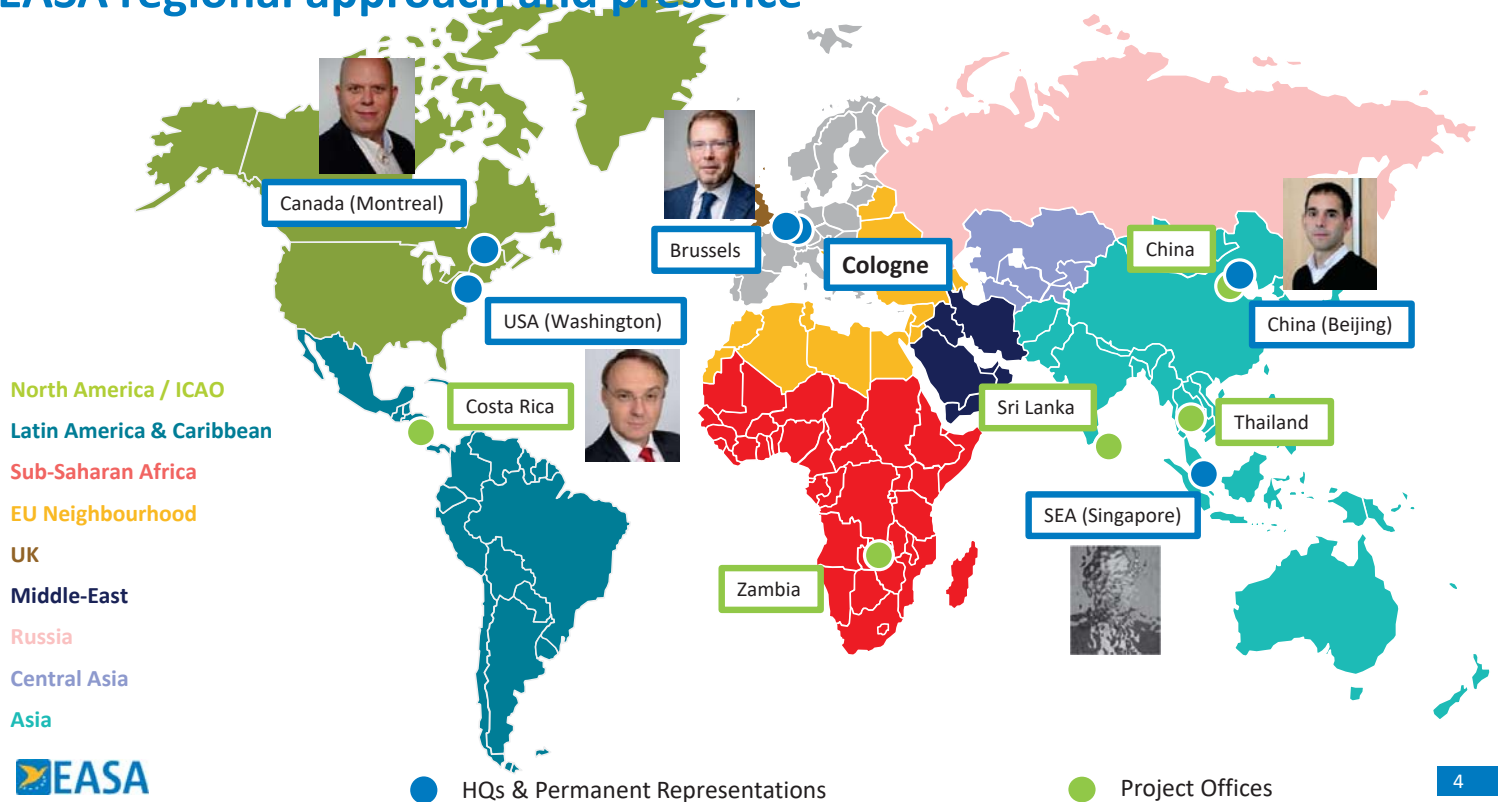 EASA regional approach and presence
Canada (Montreal)
Brussels
Cologne
China
China (Beijing)
USA (Washington)
Costa Rica
Sri Lanka
Thailand
SEA (Singapore)
Zambia
North America / ICAO
Latin America & Caribbean
Sub-Saharan Africa
EU Neighbourhood
UK
Middle-East
Russia
Central Asia
Asia
EASA
HQs & Permanent Representations
Project Offices
4